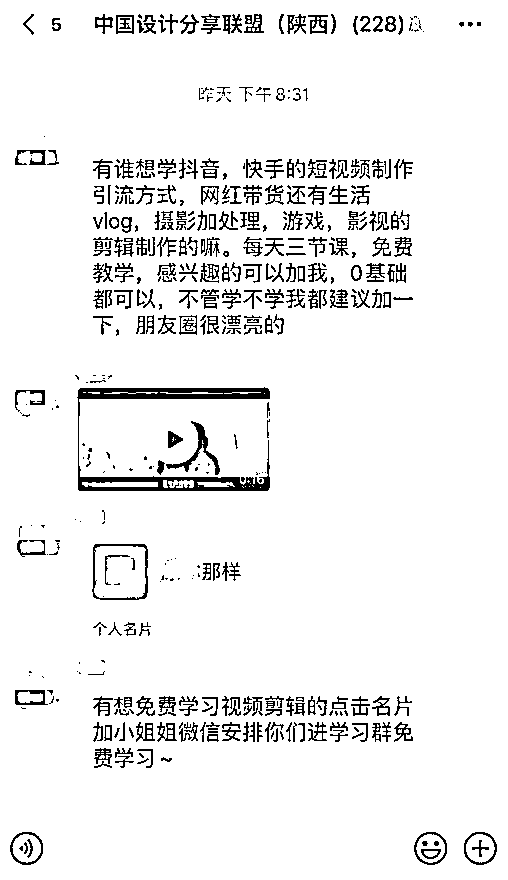 5 中国设计分享联盟（陕西）(228)
昨天 下午8:31
有谁想学抖音，快手的短视频制作
引流方式，网红带货还有生活
vlog，摄影加处理，游戏，影视的
剪辑制作的嘛。每天三节课，免费
教学，感兴趣的可以加我，0基础
都可以，不管学不学我都建议加一
下，朋友圈很漂亮的
0:16
那样
个人名片
有想免费学习视频剪辑的点击名片
加小姐姐微信安排你们进学习群免
费学习~